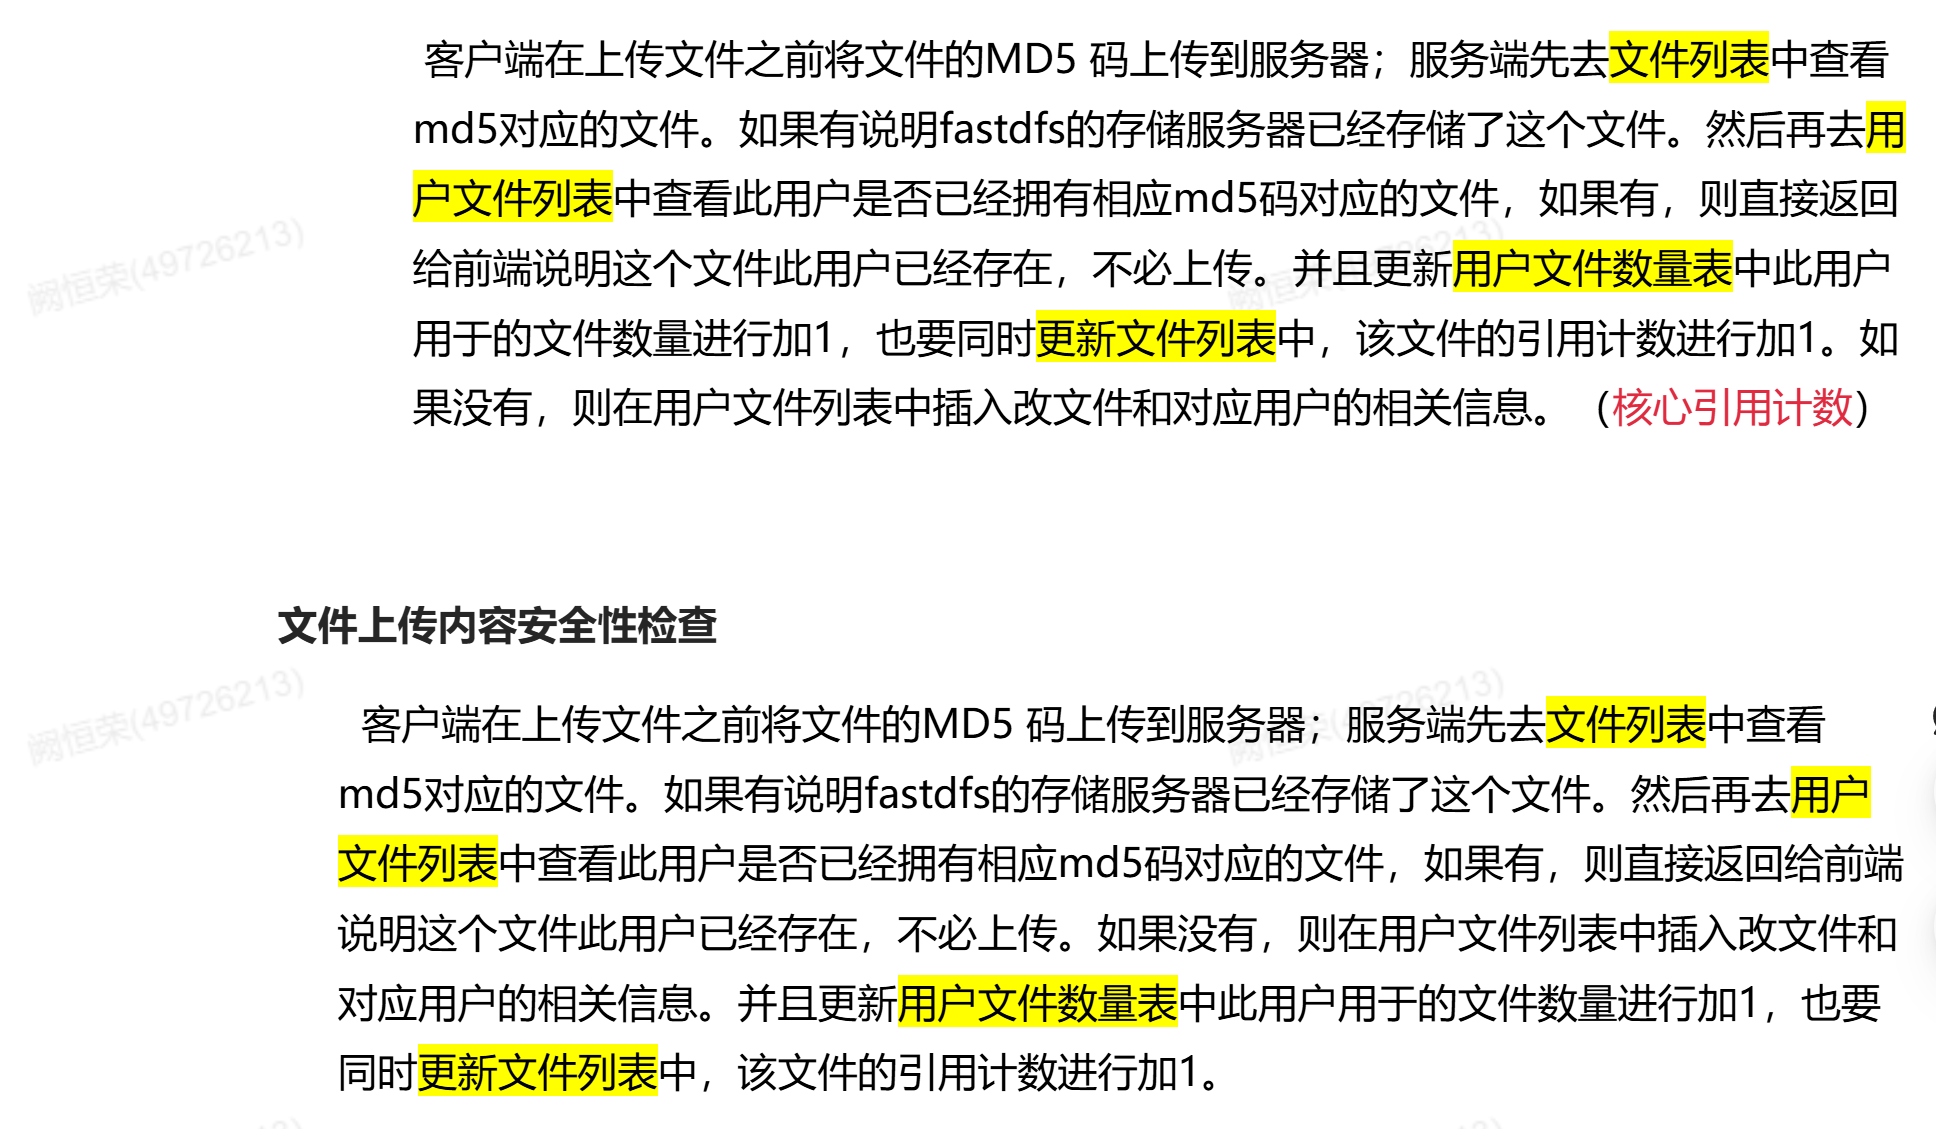 客户端在上传文件之前将文件的MD5 码上传到服务器；服务端先去文件列表中查看
md5对应的文件。如果有说明fastdfs的存储服务器已经存储了这个文件。然后再去用
户文件列表中查看此用户是否已经拥有相应md5码对应的文件，如果有，则直接返回
给前端说明这个文件此用户已经存在，不必上传。并且更新用户文件数量表中此用户
用于的文件数量进行加1，也要同时更新文件列表中，该文件的引用计数进行加1。如
果没有，则在用户文件列表中插入改文件和对应用户的相关信息。（核心引用计数）
阙恒荣(49726213)
阙恒荣(49726213)
文件上传内容安全性检查
客户端在上传文件之前将文件的MD5 码上传到服务器；服务端先去文件列表中查看
md5对应的文件。如果有说明fastdfs的存储服务器已经存储了这个文件。然后再去用户
文件列表中查看此用户是否已经拥有相应md5码对应的文件，如果有，则直接返回给前端
说明这个文件此用户已经存在，不必上传。如果没有，则在用户文件列表中插入改文件和
对应用户的相关信息。并且更新用户文件数量表中此用户用于的文件数量进行加1，也要
同时更新文件列表中，该文件的引用计数进行加1。
阙恒荣(49726213)
阙恒荣(49726213)